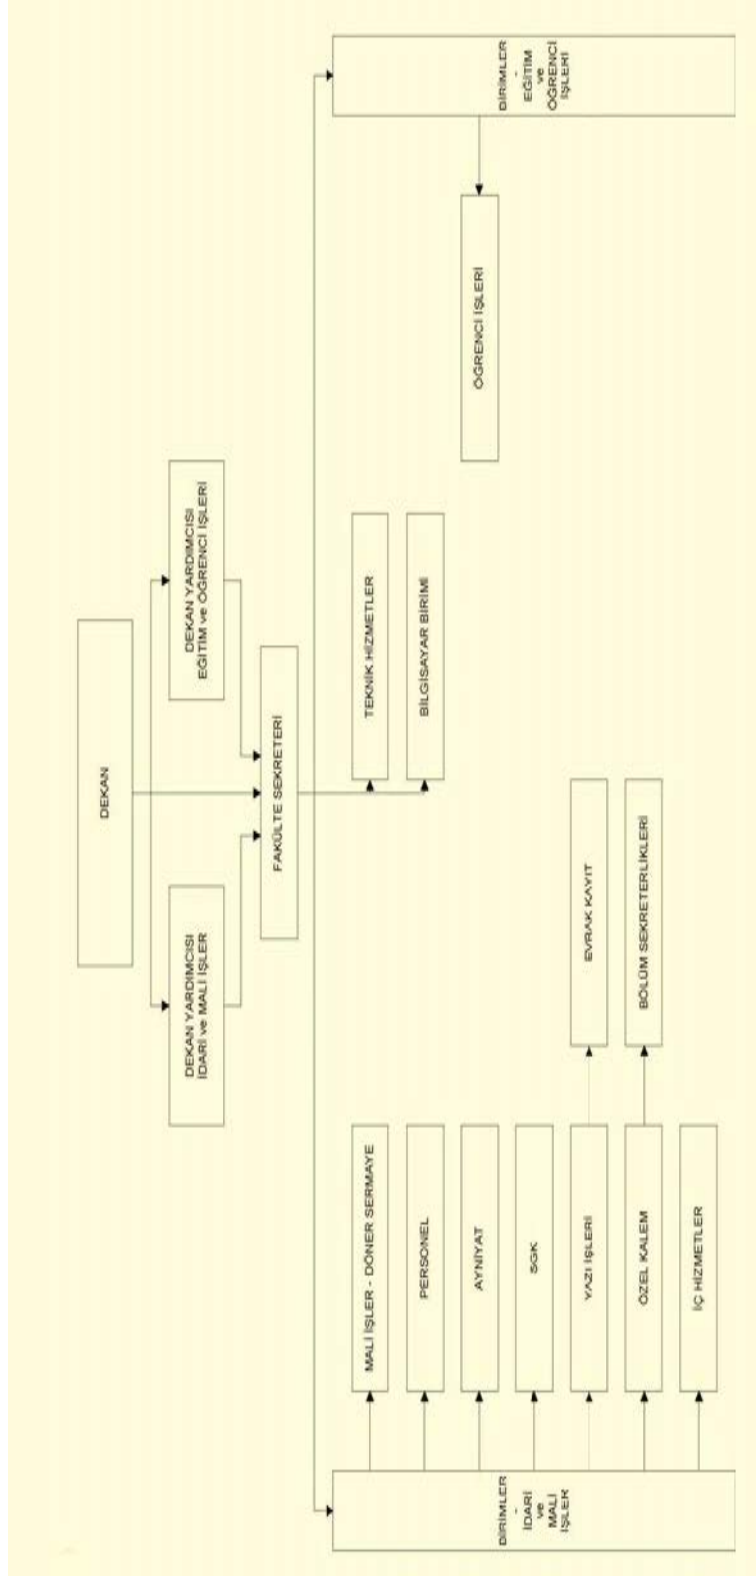 DEKAN
DEKAN YARDIMCISI
İDARİ ve MALİ İŞLER
DEKAN YARDIMCISI
EĞİTİM ve ÖĞRENCİ İŞLERİ
FAKÜLTE SEKRETERİ
BİRİMLER
-
İDARİ
ve
MALİ
İŞLER
MALİ İŞLER - DÖNER SERMAYE
PERSONEL
AYNİYAT
SGK
YAZI İŞLERİ
ÖZEL KALEM
İÇ HİZMETLER
EVRAK KAYIT
BÖLÜM SEKRETERLİKLERİ
TEKNİK HİZMETLER
BİLGİSAYAR BİRİMİ
ÖĞRENCİ İŞLERİ
BİRİMLER
-
EĞİTİM
ve
ÖĞRENCİ
İŞLERİ